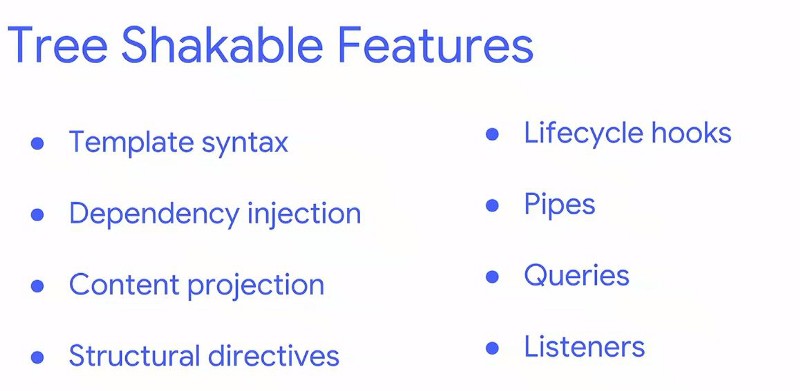 Tree Shakable Features
Template syntax
Dependency injection
Content projection
Structural directives
Lifecycle hooks
Pipes
Queries
Listeners